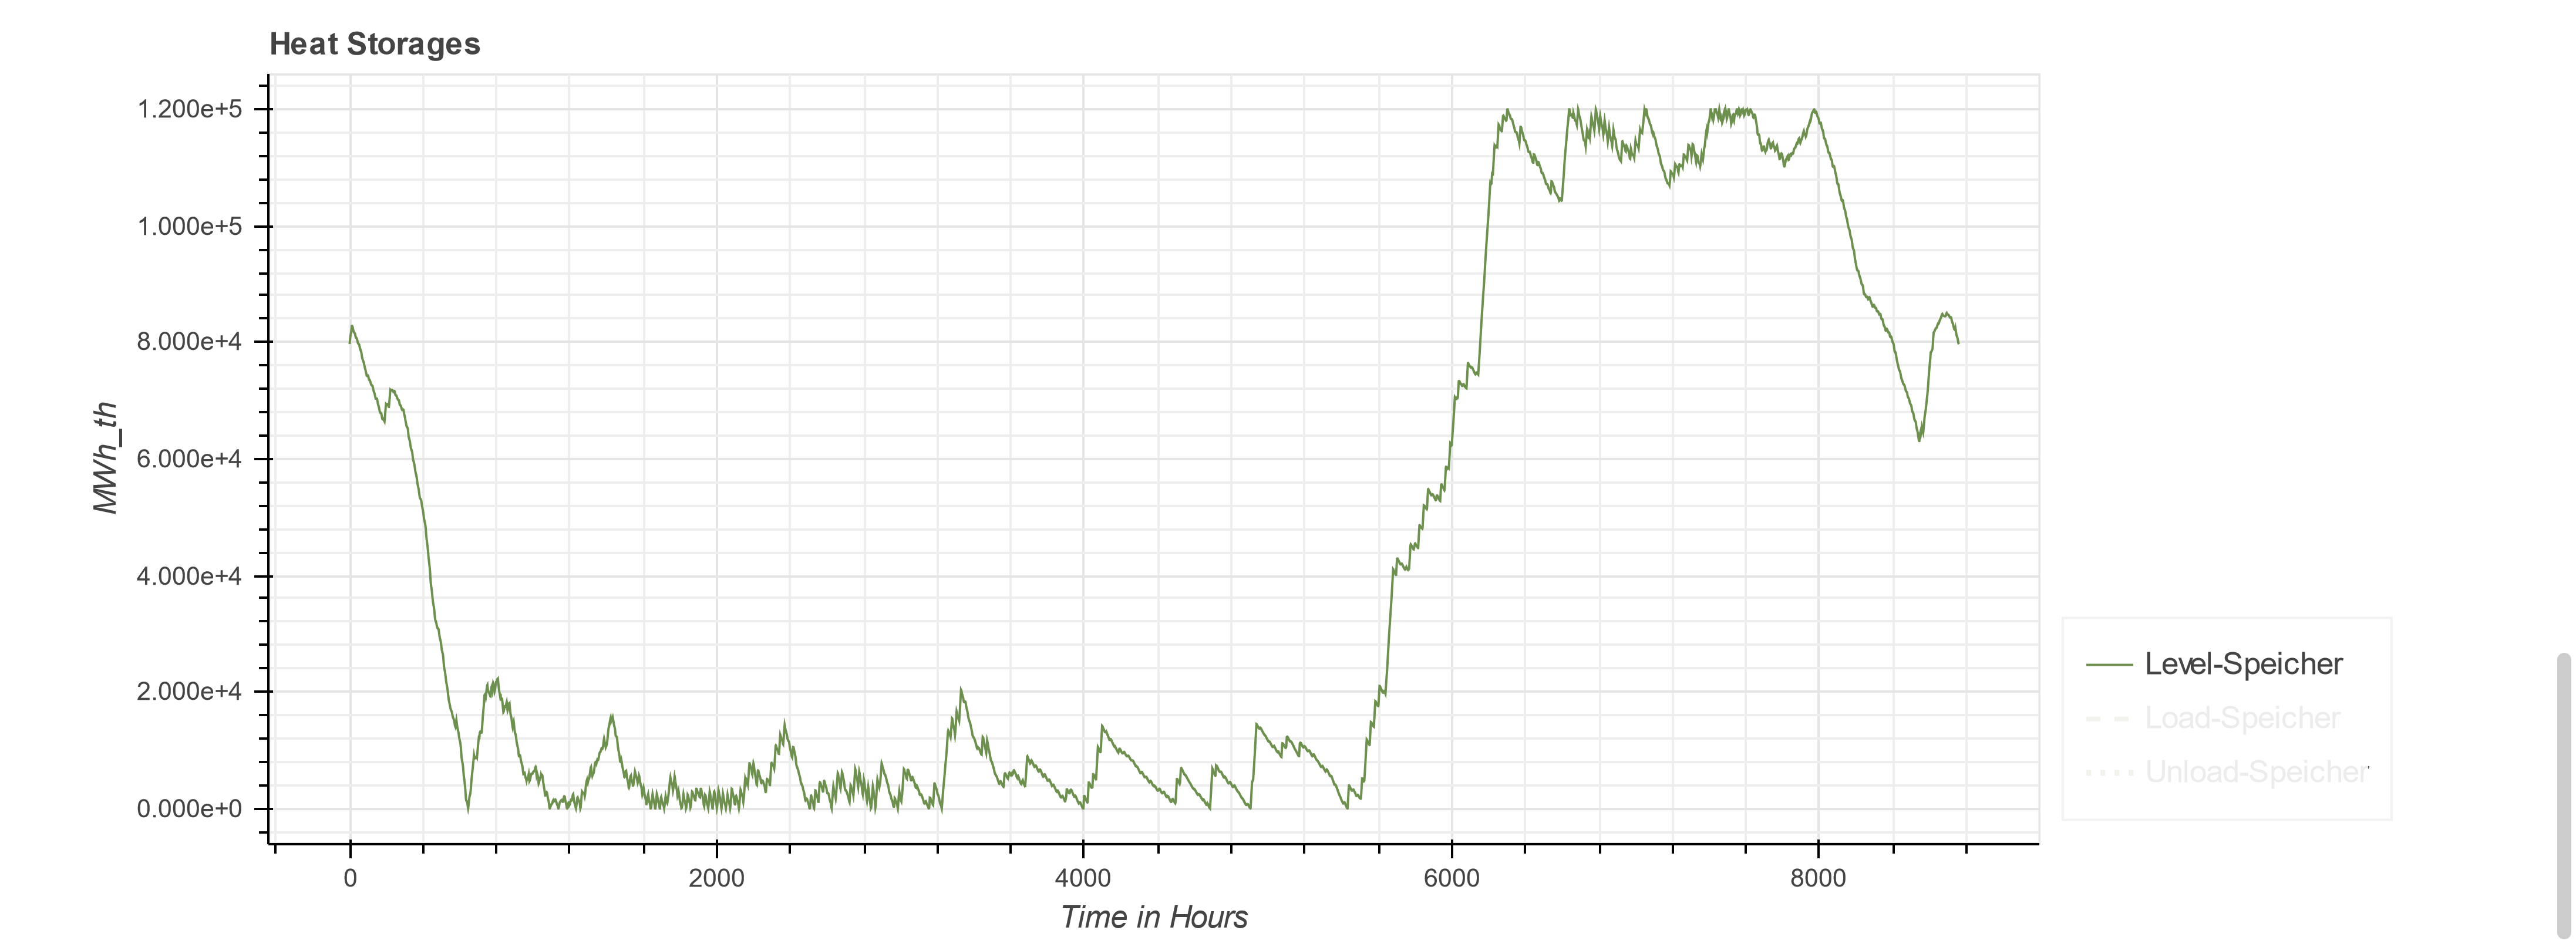 Heat Storages
1.200e+5
1.000e+5
8.000e+4
6.000e+4
4.000e+4
2.000e+4
0.000e+0
MWh_th
0
2000
4000
6000
8000
Time in Hours
Level-Speicher
Load-Speicher
Unload-Speicher